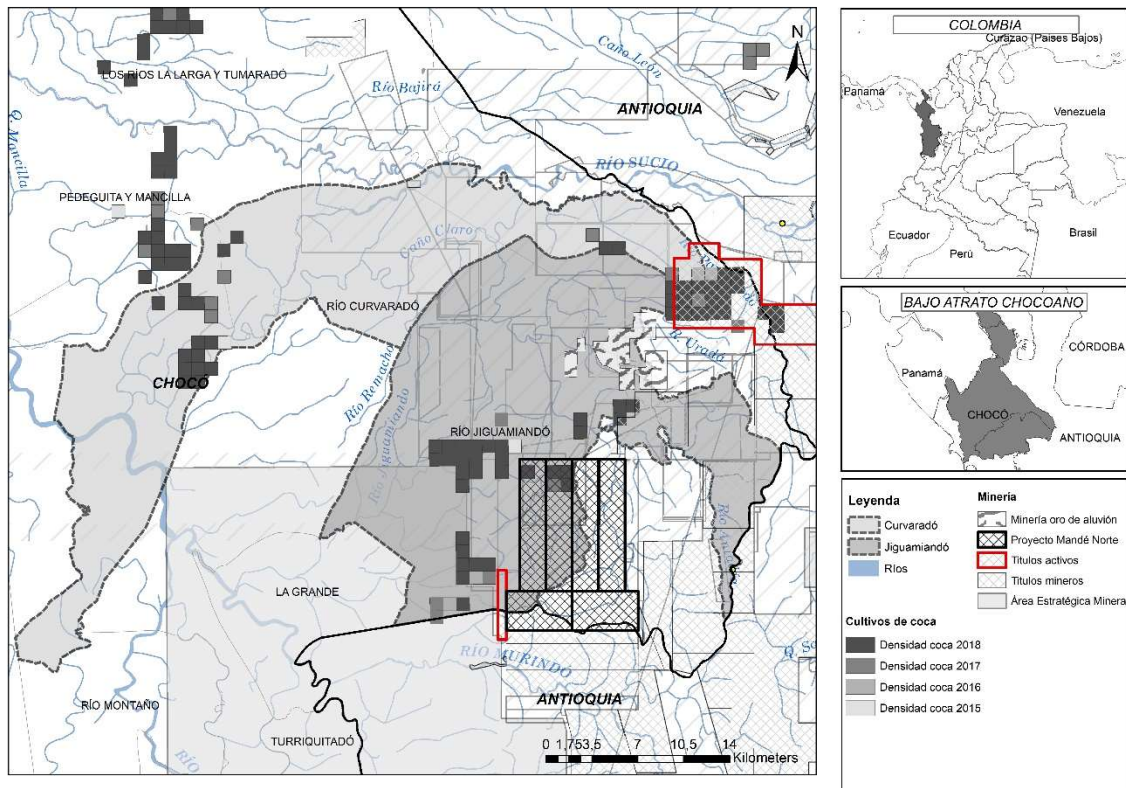 N
Caño León
LOS RÍOS LA LARGA Y TUMARADÓ
Río Bajirá
ANTIOQUIA
Q. Mancilla
RÍO SUCIO
PEDEGUITA Y MANCILLA
Caño Claro
RÍO CURVARADÓ
R. Uradá
CHOCÓ
Río Remacho
RÍO JIGUAMIANDÓ
Río Jiguamiandó
LA GRANDE
RÍO MURINDÓ
RÍO MONTAÑO
ANTIOQUIA
TURRIQUITADÓ
RÍO
0 1,753,5 7 10,5 14
Kilometers
COLOMBIA
Curazao (Países Bajos)
Panamá
Venezuela
Ecuador
Perú
Brasil
BAJO ATRATO CHOCOANO
Panamá
CÓRDOBA
CHOCÓ
ANTIOQUIA
Leyenda
Curvaradó
Jiguamiandó
Ríos
Minería
Minería oro de aluvión
Proyecto Mandé Norte
Titulos activos
Titulos mineros
Área Estratégica Minera
Cultivos de coca
Densidad coca 2018
Densidad coca 2017
Densidad coca 2016
Densidad coca 2015